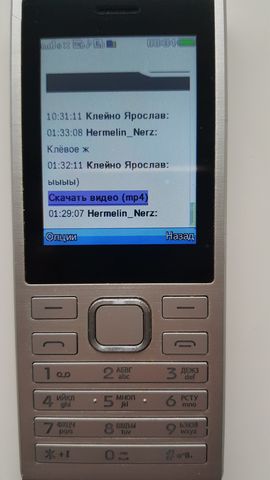 10:31:11 Клейно Ярослав:
01:33:08 Hermelin_Nerz:
Клёвое ж
01:32:11 Клейно Ярослав:
ыыыы)
Скачать видео (mp4)
01:29:07 Hermelin_Nerz:
Опции Назад
1
2 АБВГ abc
3 ДЕЖЗ def
4 ИЙКЛ ghi
5 МНОП jkl
6 РСТУ mno
7 ФХЦЧ pqrs
8 ШЩЪЫ tuv
9 ЬЭЮЯ wxyz
*+
0
#